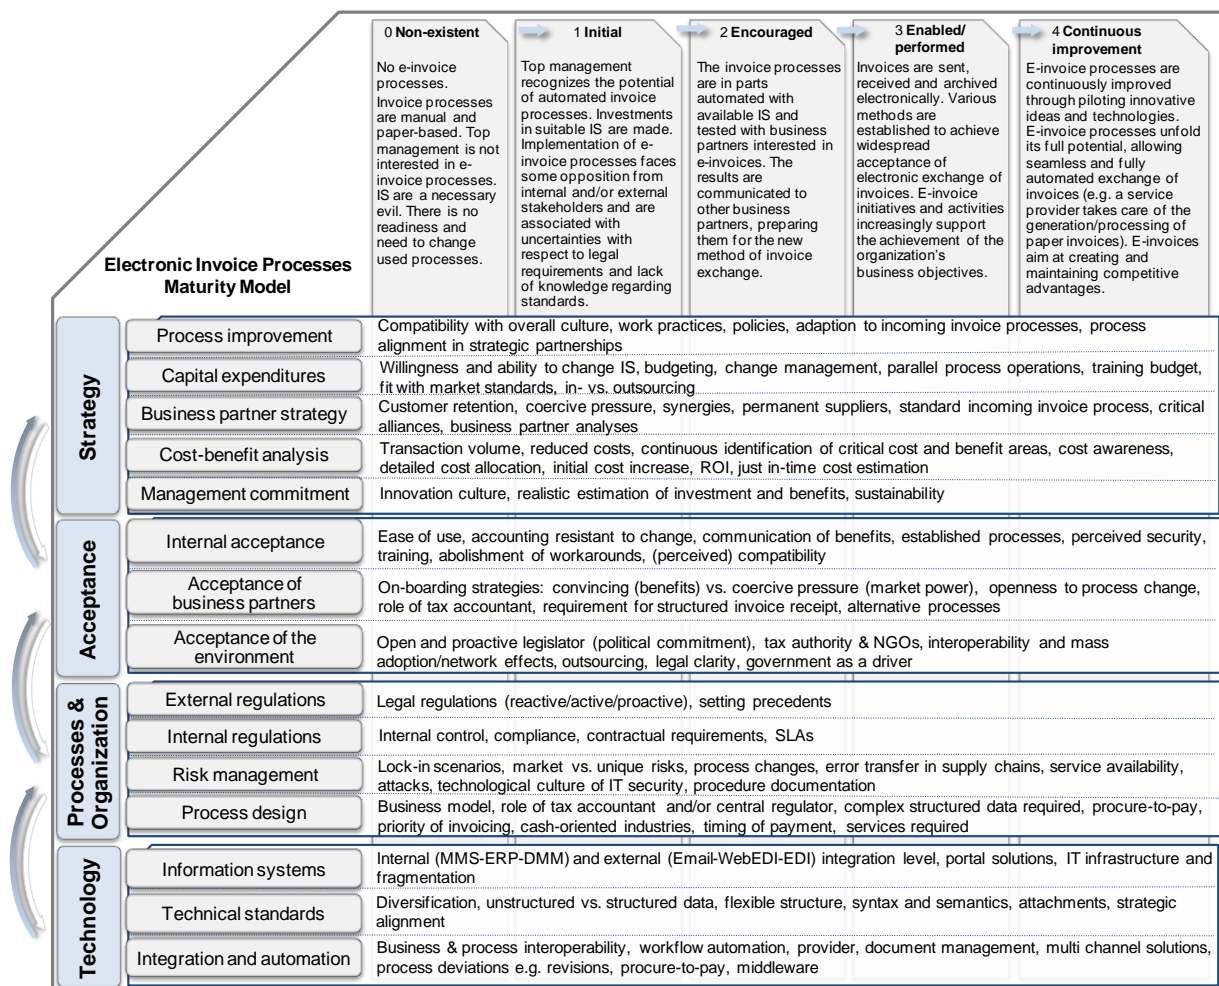 Electronic Invoice Processes
Maturity Model
0 Non-existent
No e-invoice
processes.
Invoice processes
are manual and
paper-based. Top
management is not
interested in e-
invoice processes.
IS are a necessary
evil. There is no
readiness and
need to change
used processes.
1 Initial
Top management
recognizes the potential
of automated invoice
processes. Investments
in suitable IS are made.
Implementation of e-
invoice processes faces
some opposition from
internal and/or external
stakeholders and are
associated with
uncertainties with
respect to legal
requirements and lack
of knowledge regarding
standards.
2 Encouraged
The invoice processes
are in parts
automated with
available IS and
tested with business
partners interested in
e-invoices. The
results are
communicated to
other business
partners, preparing
them for the new
method of invoice
exchange.
3 Enabled/
performed
Invoices are sent,
received and archived
electronically. Various
methods are
established to achieve
widespread
acceptance of
electronic exchange of
invoices. E-invoice
initiatives and activities
increasingly support
the achievement of the
organization's
business objectives.
4 Continuous
improvement
E-invoice processes are
continuously improved
through piloting innovative
ideas and technologies.
E-invoice processes unfold
its full potential, allowing
seamless and fully
automated exchange of
invoices (e.g. a service
provider takes care of the
generation/processing of
paper invoices). E-invoices
aim at creating and
maintaining competitive
advantages.
Strategy
Process improvement
Compatibility with overall culture, work practices, policies, adaption to incoming invoice processes, process
alignment in strategic partnerships
Capital expenditures
Willingness and ability to change IS, budgeting, change management, parallel process operations, training budget,
fit with market standards, in- vs. outsourcing
Business partner strategy
Customer retention, coercive pressure, synergies, permanent suppliers, standard incoming invoice process, critical
alliances, business partner analyses
Cost-benefit analysis
Transaction volume, reduced costs, continuous identification of critical cost and benefit areas, cost awareness,
detailed cost allocation, initial cost increase, ROI, just in-time cost estimation
Management commitment
Innovation culture, realistic estimation of investment and benefits, sustainability
Acceptance
Internal acceptance
Ease of use, accounting resistant to change, communication of benefits, established processes, perceived security,
training, abolishment of workarounds, (perceived) compatibility
Acceptance of
business partners
On-boarding strategies: convincing (benefits) vs. coercive pressure (market power), openness to process change,
role of tax accountant, requirement for structured invoice receipt, alternative processes
Acceptance of the
environment
Open and proactive legislator (political commitment), tax authority & NGOs, interoperability and mass
adoption/network effects, outsourcing, legal clarity, government as a driver
Processes &
Organization
External regulations
Legal regulations (reactive/active/proactive), setting precedents
Internal regulations
Internal control, compliance, contractual requirements, SLAs
Risk management
Lock-in scenarios, market vs. unique risks, process changes, error transfer in supply chains, service availability,
attacks, technological culture of IT security, procedure documentation
Process design
Business model, role of tax accountant and/or central regulator, complex structured data required, procure-to-pay,
priority of invoicing, cash-oriented industries, timing of payment, services required
Technology
Information systems
Internal (MMS-ERP-DMM) and external (Email-WebEDI-EDI) integration level, portal solutions, IT infrastructure and
fragmentation
Technical standards
Diversification, unstructured vs. structured data, flexible structure, syntax and semantics, attachments, strategic
alignment
Integration and automation
Business & process interoperability, workflow automation, provider, document management, multi channel solutions,
process deviations e.g. revisions, procure-to-pay, middleware